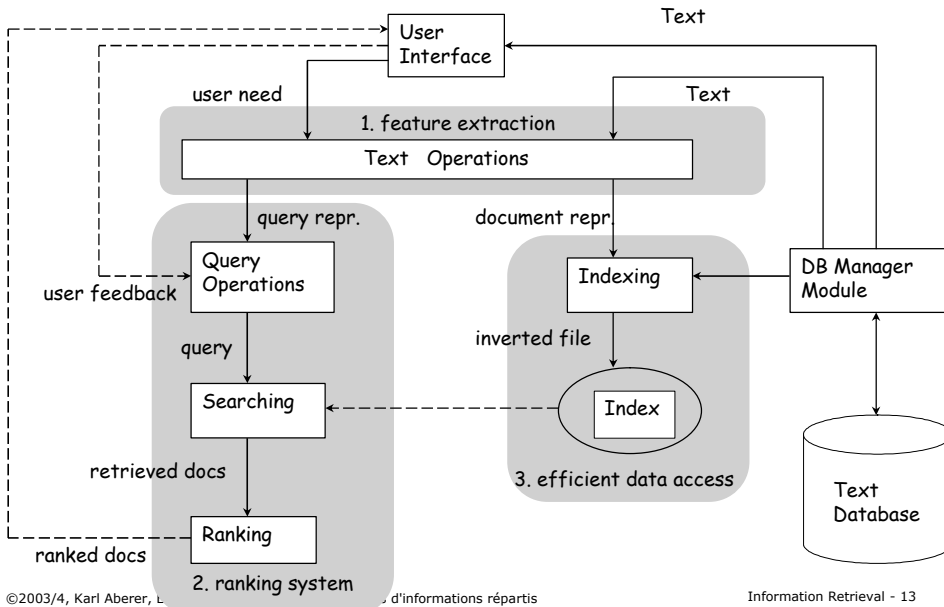 Text
User
Interface
user need
Text
1. feature extraction
Text Operations
query repr.
document repr.
Query
Operations
Indexing
DB Manager
Module
user feedback
query
inverted file
Searching
Index
retrieved docs
3. efficient data access
Text
Database
Ranking
ranked docs
2. ranking system
©2003/4, Karl Aberer, d'informations répartis
Information Retrieval - 13